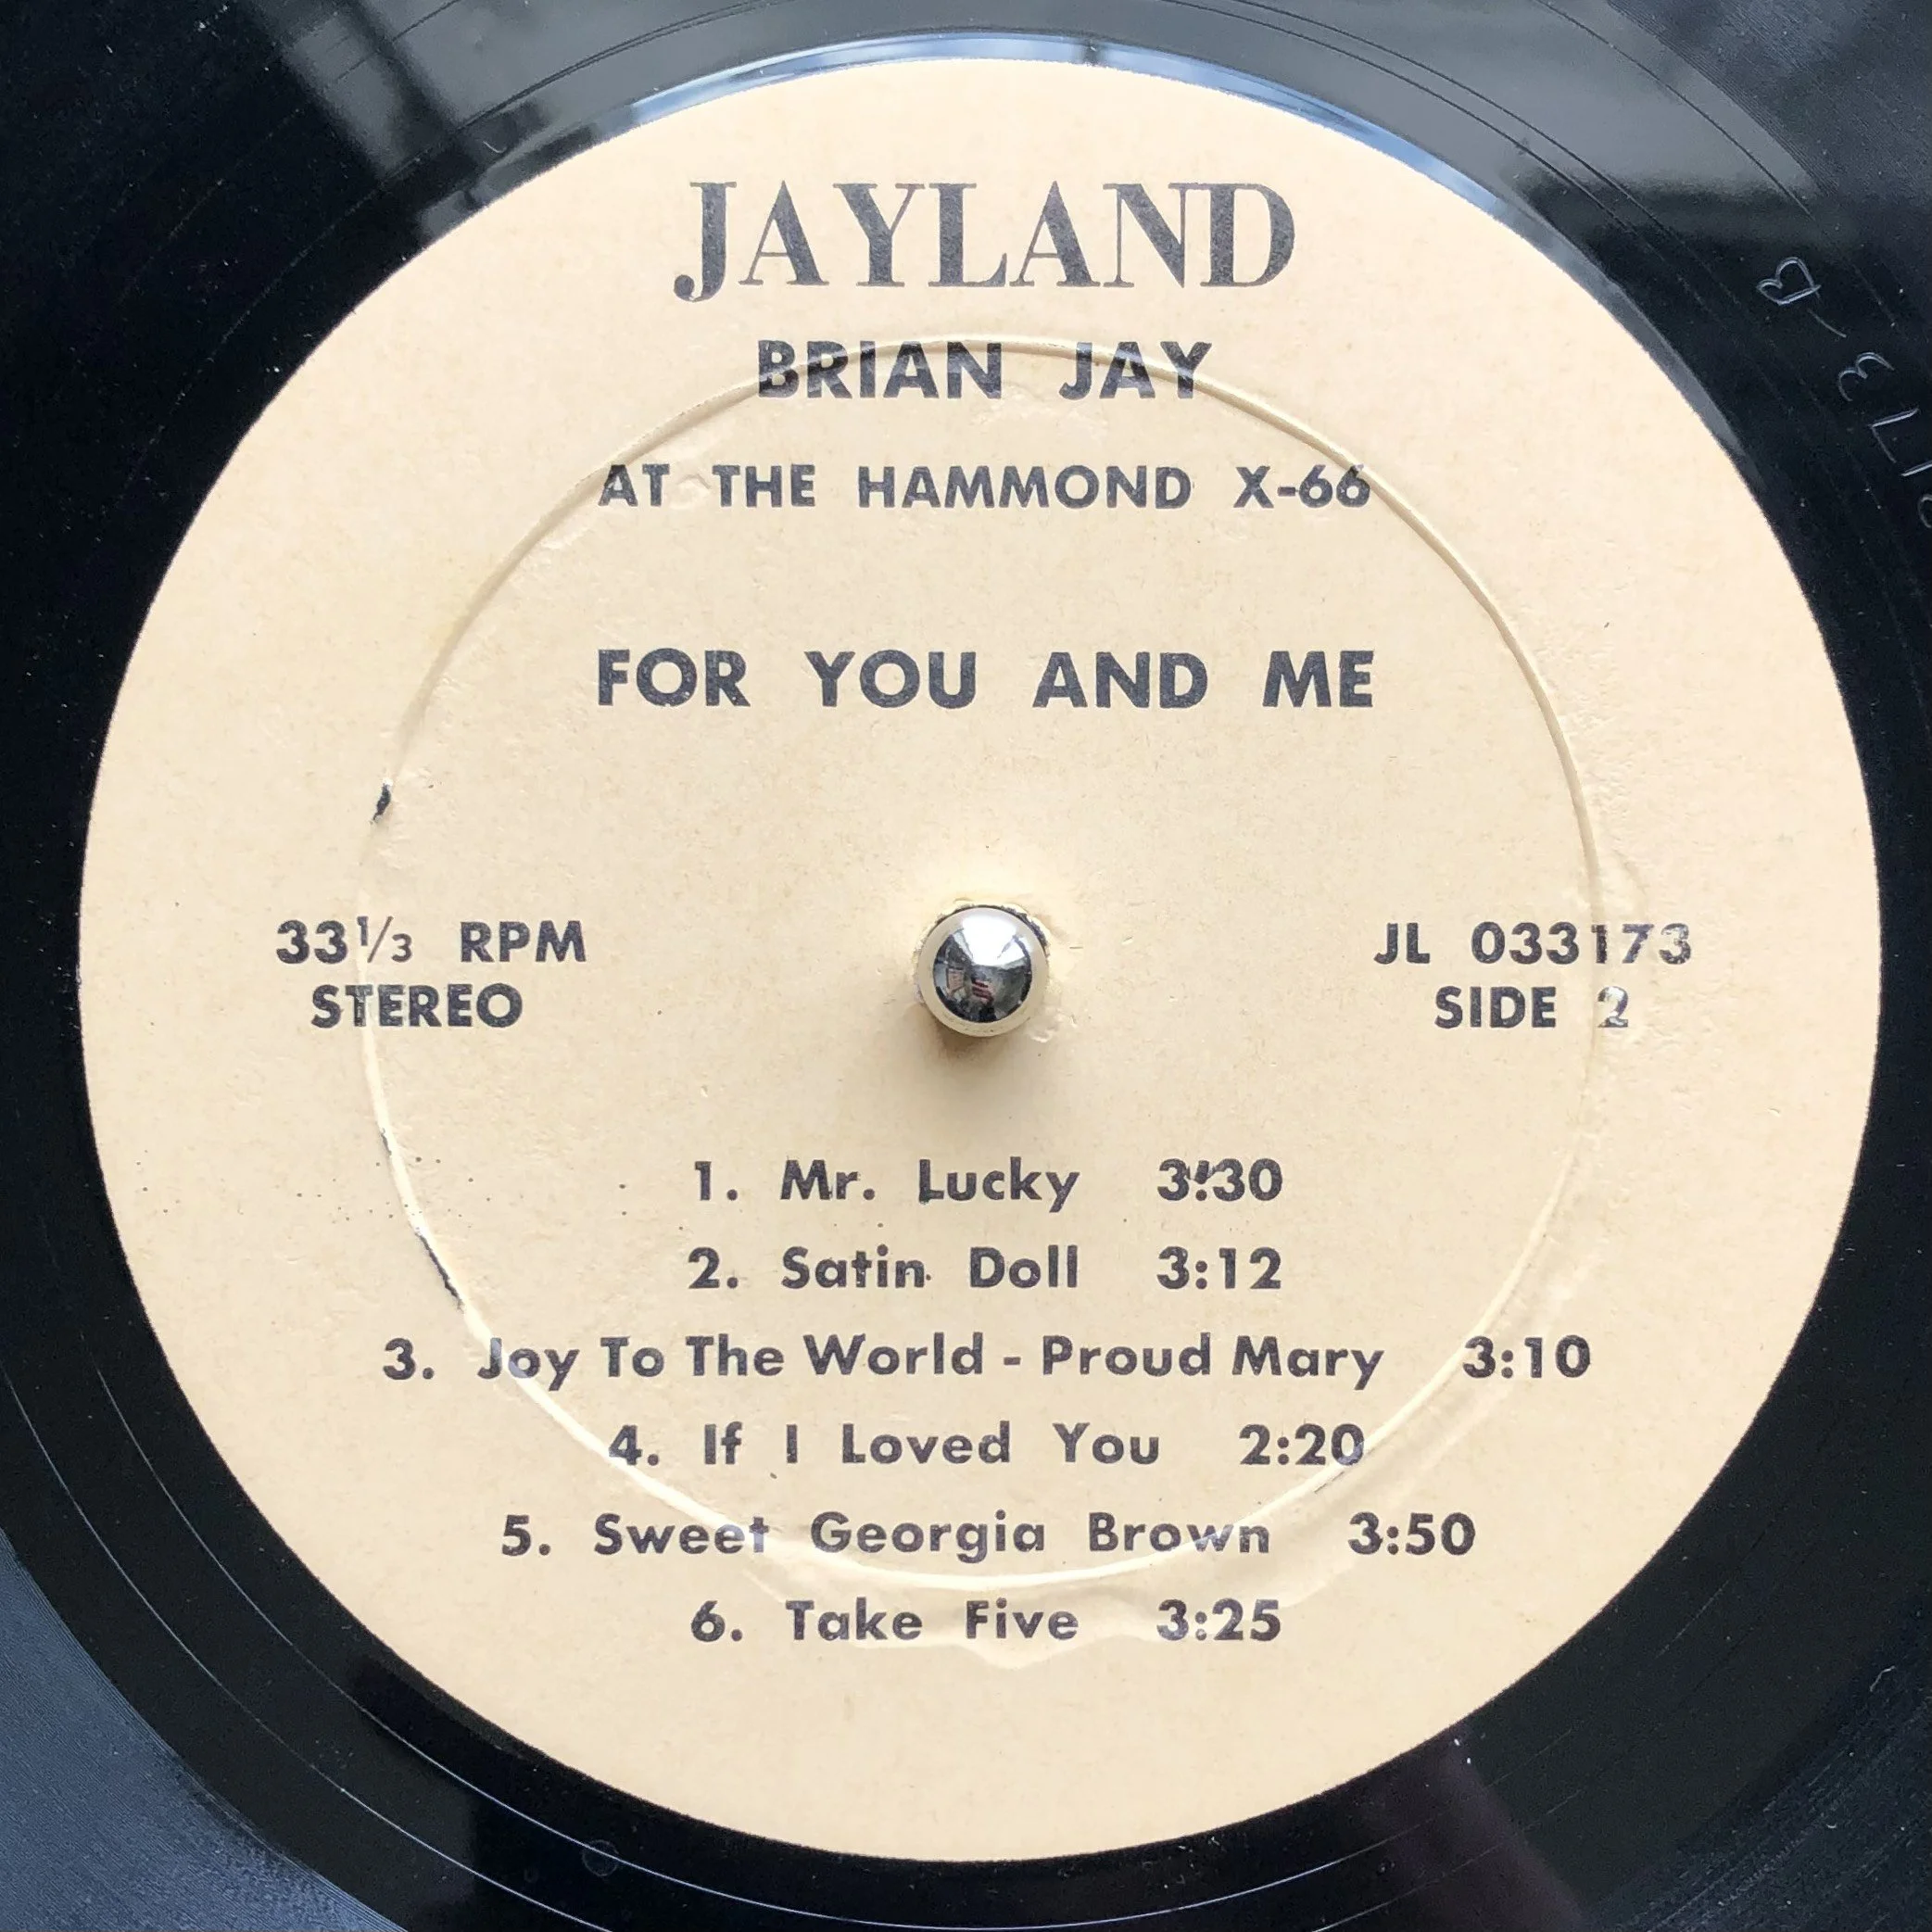 JAYLAND
BRIAN JAY
AT THE HAMMOND X-66
FOR YOU AND ME
33 1/3 RPM
STEREO
JL 033173
SIDE 2
1. Mr. Lucky 3:30
2. Satin Doll 3:12
3. Joy To The World - Proud Mary 3:10
4. If I Loved You 2:20
5. Sweet Georgia Brown 3:50
6. Take Five 3:25